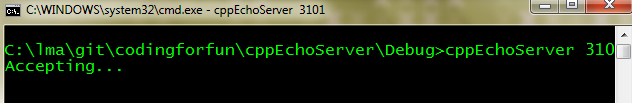 C:\WINDOWS\system32\cmd.exe - cppEchoServer 3101
C:\lma\git\codingforfun\cppEchoServer\Debug>cppEchoServer 310
Accepting...